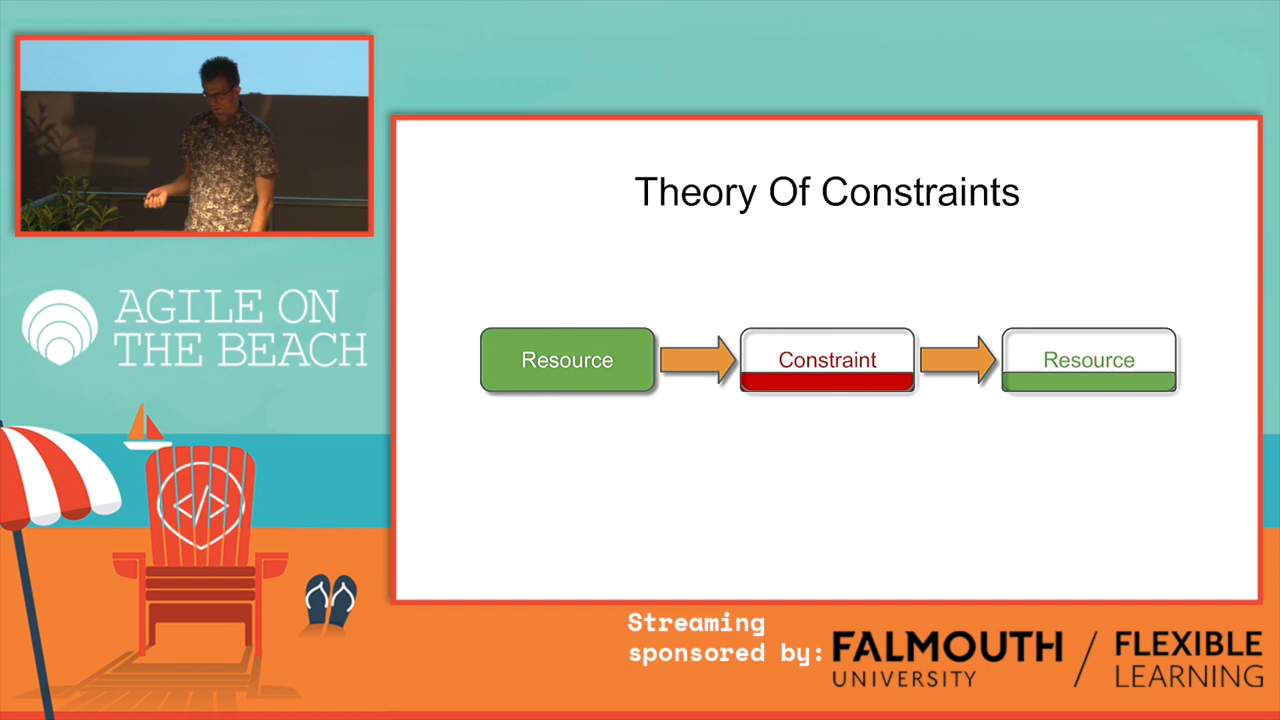 Theory Of Constraints
Resource
Constraint
Resource
AGILE ON
THE BEACH
</>
Streaming
sponsored by:
FALMOUTH
UNIVERSITY
/
FLEXIBLE
LEARNING